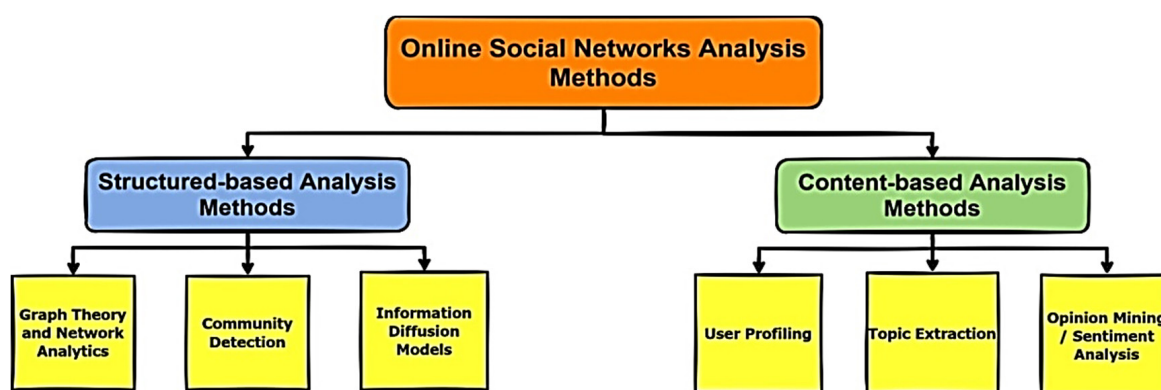 Online Social Networks Analysis
Methods
Structured-based Analysis
Methods
Content-based Analysis
Methods
Graph Theory
and Network
Analytics
Community
Detection
Information
Diffusion
Models
User Profiling
Topic Extraction
Opinion Mining
/ Sentiment
Analysis